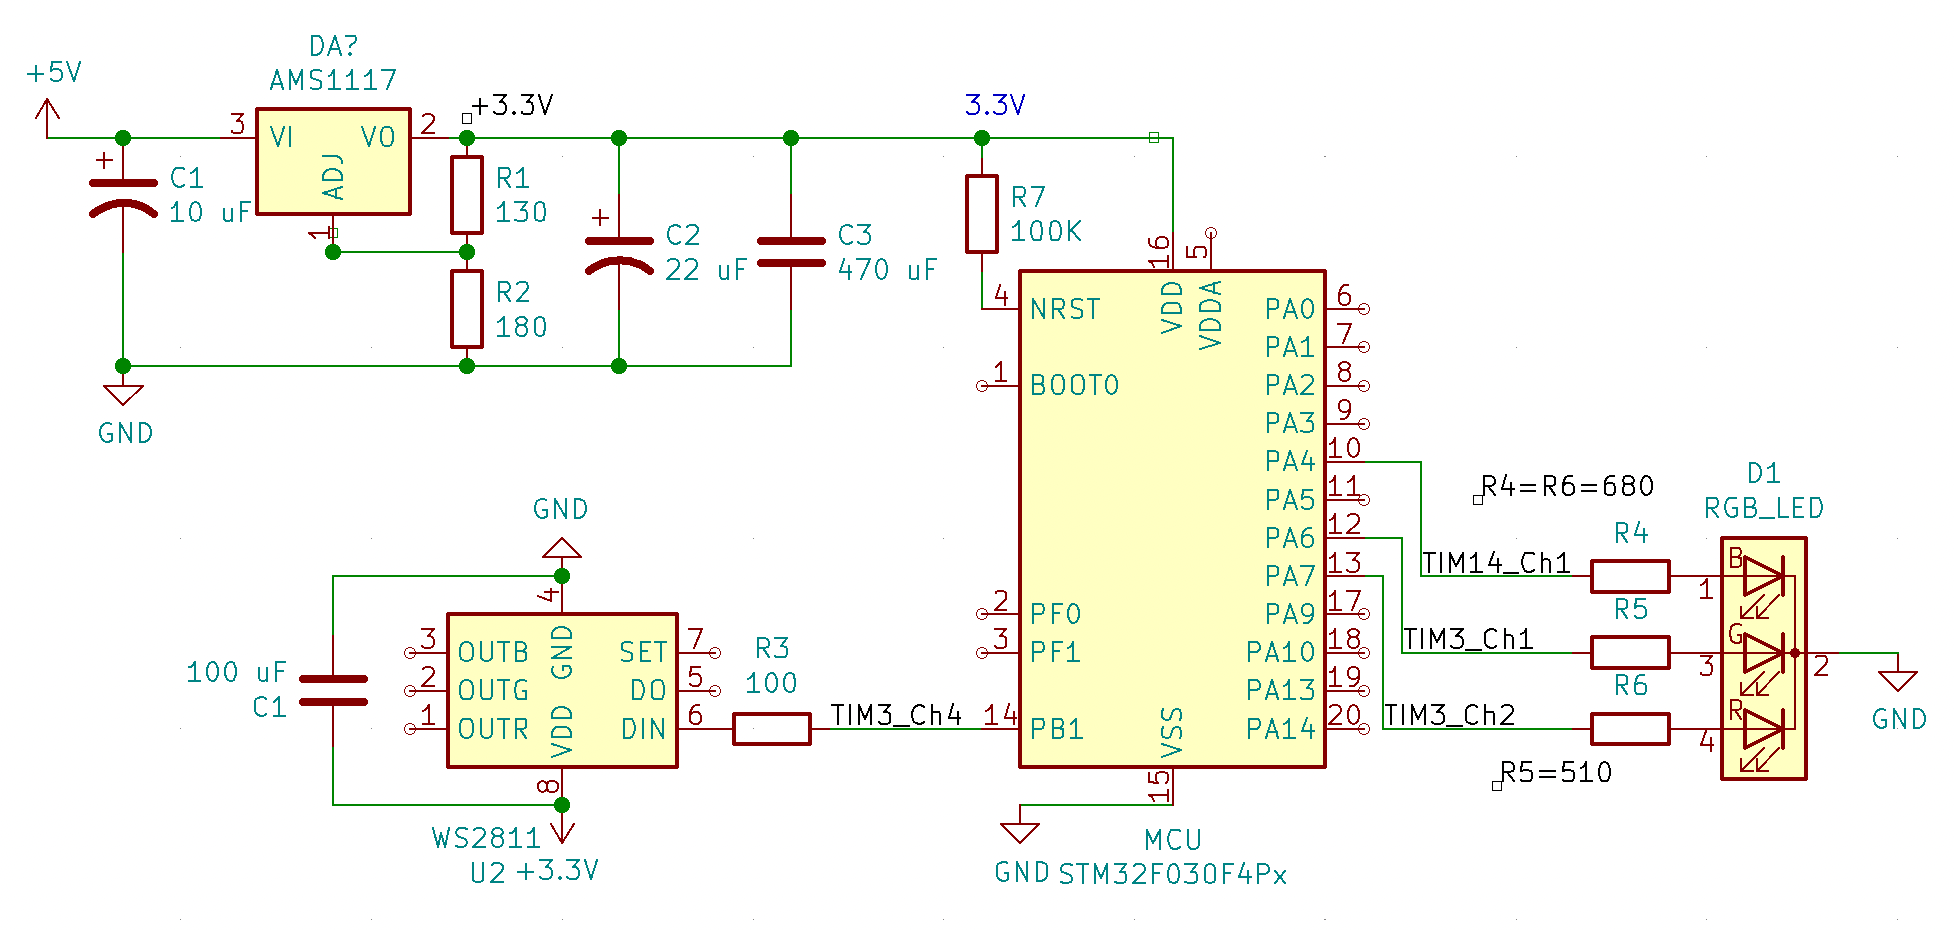 DA?
AMS1117
+5V
3 VI
VO 2
ADJ
1
+3.3V
3.3V
+
C1
10 uF
R1
130
R2
180
+
C2
22 uF
C3
470 uF
R7
100K
GND
16
VDD
5
VDDA
4 NRST
1 BOOT0
2 PF0
3 PF1
14 PB1
PA0 6
PA1 7
PA2 8
PA3 9
PA4 10
PA5 11
PA6 12
PA7 13
PA9 17
PA10 18
PA13 19
PA14 20
VSS
15
GND
MCU
STM32F030F4Px
GND
4
GND
3 OUTB
2 OUTG
1 OUTR
SET 7
DO 5
DIN 6
VDD
8
100 uF
C1
WS2811
U2
+3.3V
R3
100
TIM3_Ch4
R4=R6=680
TIM14_Ch1
TIM3_Ch1
TIM3_Ch2
R4
R5
R6
R5=510
D1
RGB_LED
B
1
G
3
R
4
2
GND